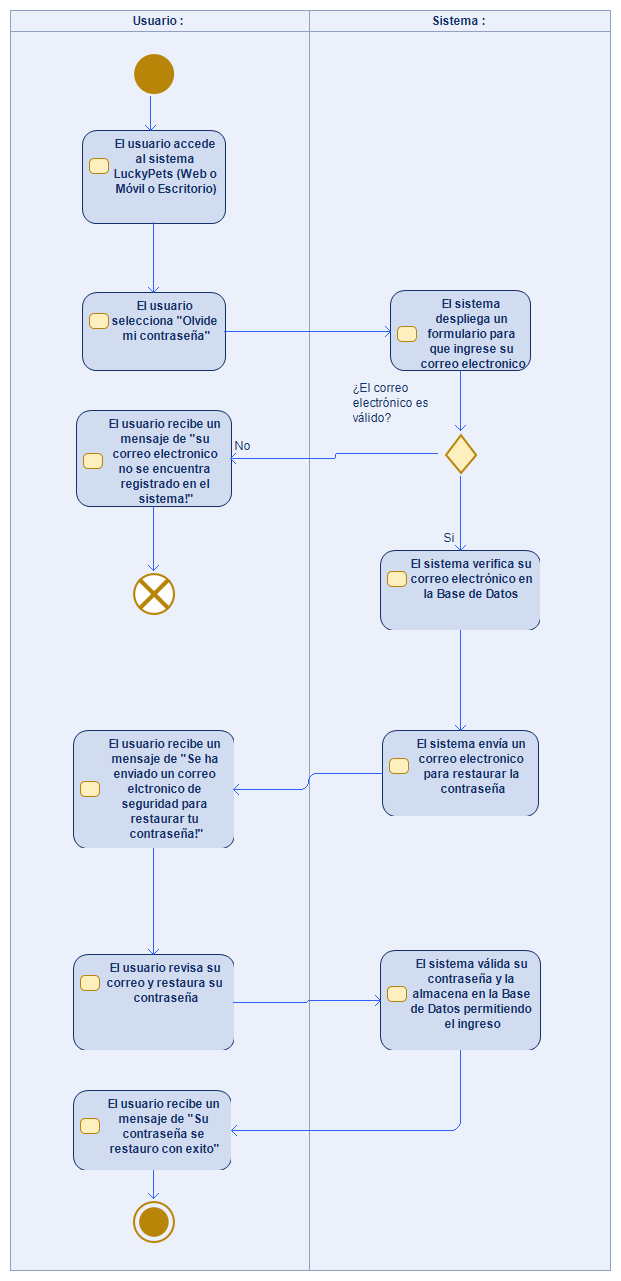 Usuario :
Sistema :
El usuario accede
al sistema
LuckyPets (Web o
Móvil o Escritorio)
El usuario
selecciona "Olvide
mi contraseña"
El sistema
despliega un
formulario para
que ingrese su
correo electronico
¿El correo
electrónico es
válido?
No
El usuario recibe un
mensaje de "su
correo electronico
no se encuentra
registrado en el
sistema!"
Si
El sistema verifica su
correo electrónico en
la Base de Datos
El usuario recibe un
mensaje de "Se ha
enviado un correo
elctronico de
seguridad para
restaurar tu
contraseña!"
El sistema envía un
correo electronico
para restaurar la
contraseña
El usuario revisa su
correo y restaura su
contraseña
El sistema válida su
contraseña y la
almacena en la Base
de Datos permitiendo
el ingreso
El usuario recibe un
mensaje de "Su
contraseña se
restauro con exito"